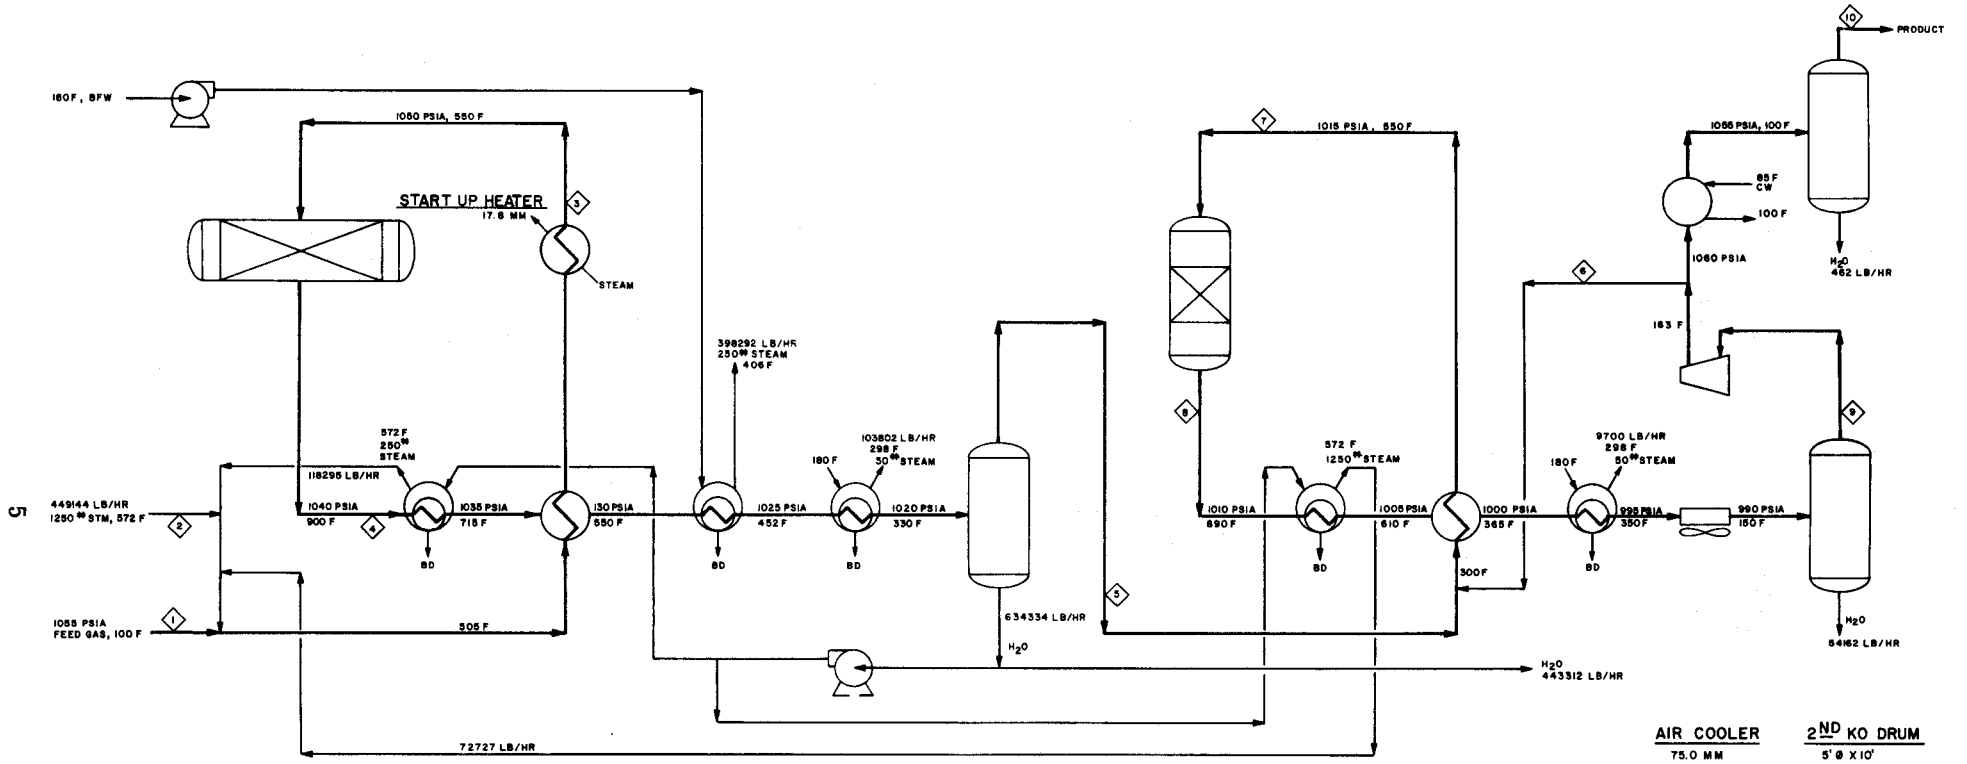 10
PRODUCT
160F, BFW
1050 PSIA, 550 F
7
1015 PSIA, 550 F
1055 PSIA, 100 F
85 F
CW
100 F
START UP HEATER
17.6 MM
3
STEAM
1060 PSIA
H2O
462 LB/HR
6
163 F
398292 LB/HR
250## STEAM
406 F
8
9
572 F
250##
STEAM
118295 LB/HR
103802 LB/HR
298 F
50## STEAM
180F
572 F
1250## STEAM
9700 LB/HR
298 F
50## STEAM
180F
449144 LB/HR
1250 ## STM, 572 F
2
1040 PSIA
900 F
4
1035 PSIA
715 F
130 PSIA
550 F
1025 PSIA
452 F
1020 PSIA
330 F
1010 PSIA
690 F
1005 PSIA
610 F
1000 PSIA
365 F
995 PSIA
350F
990 PSIA
150 F
5
BD
BD
BD
BD
BD
300 F
5
1055 PSIA
FEED GAS, 100 F
1
505 F
634334 LB/HR
H2O
H2O
54162 LB/HR
H2O
443312 LB/HR
72727 LB/HR
AIR COOLER
75.0 MM
2ND KO DRUM
5' Ø X 10'